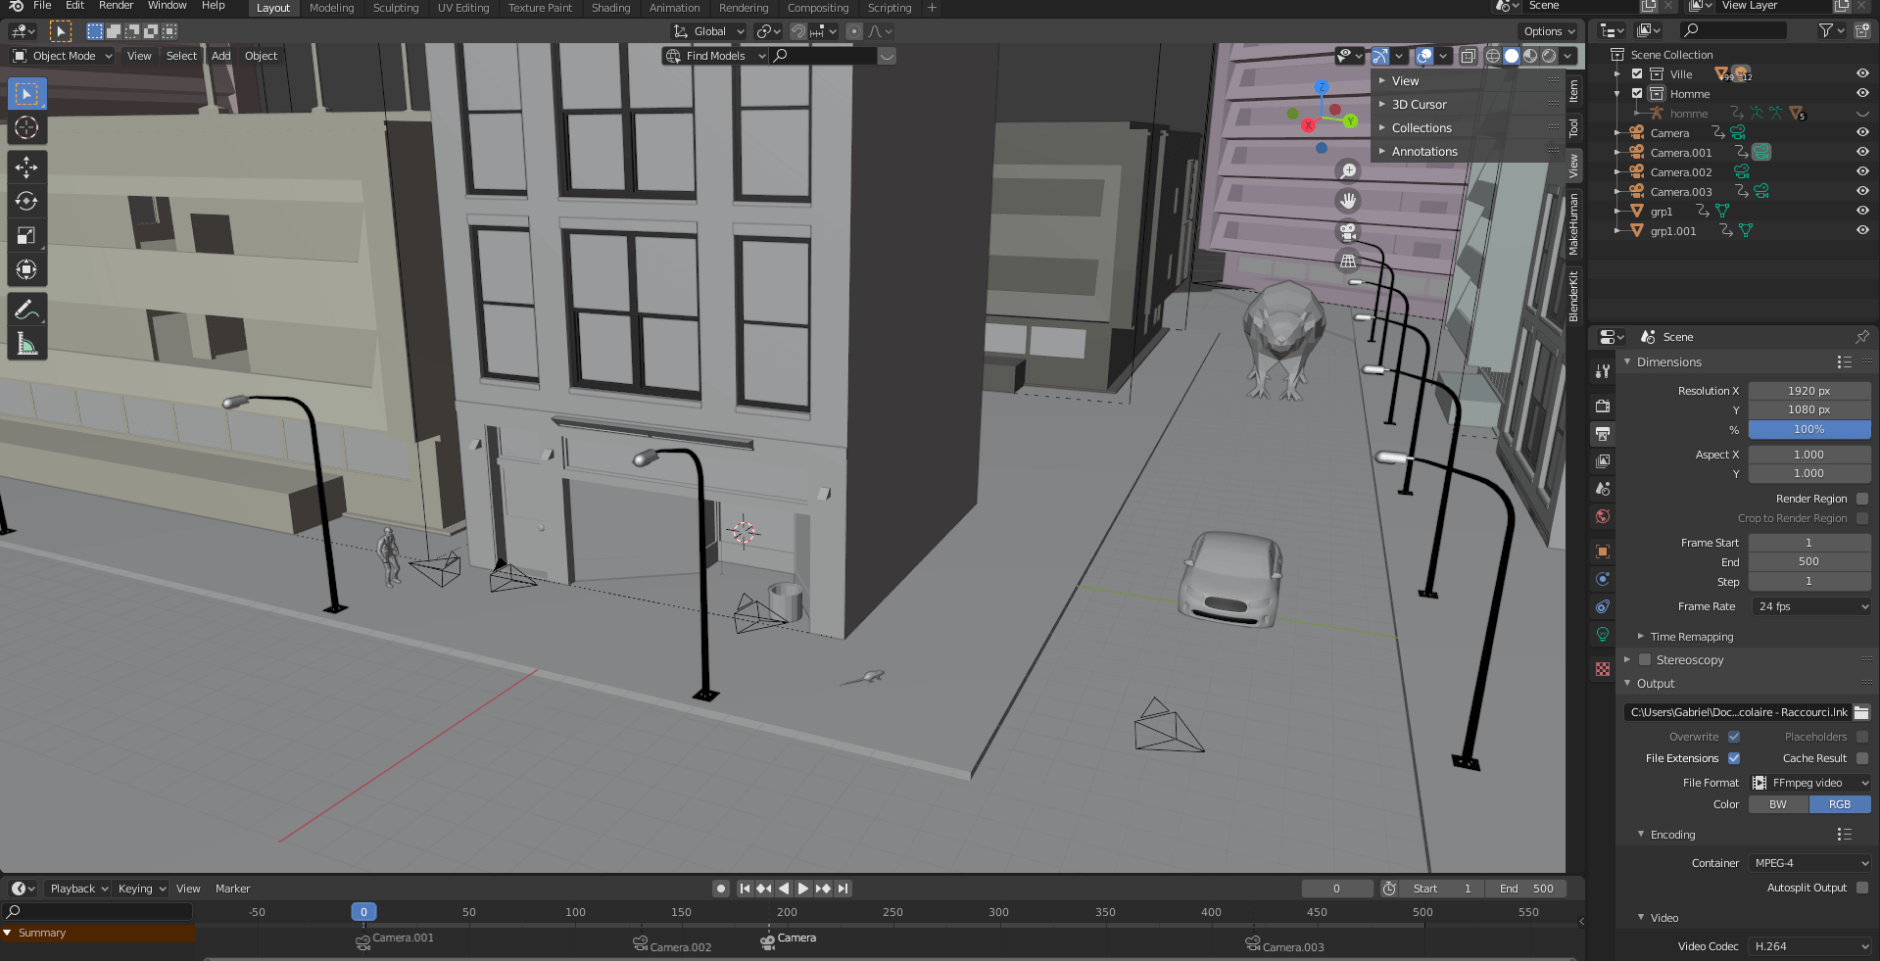 File Edit Render Window Help Layout Modeling Sculpting UV Editing Texture Paint Shading Animation Rendering Compositing Scripting + Scene View Layer
Global Options
Object Mode View Select Add Object Find Models
Scene Collection
Ville 99 12
Homme
homme 5
Camera
Camera.001
Camera.002
Camera.003
grp1
grp1.001
View
3D Cursor
Collections
Annotations
Item
Tool
View
MakeHuman
BlenderKit
Z
Y
X
Scene
Dimensions
Resolution X 1920 px
Y 1080 px
% 100%
Aspect X 1.000
Y 1.000
Render Region
Crop to Render Region
Frame Start 1
End 500
Step 1
Frame Rate 24 fps
Time Remapping
Stereoscopy
Output
C:\Users\Gabriel\Doc...colaire - Raccourci.lnk
Overwrite Placeholders
File Extensions Cache Result
File Format FFmpeg video
Color BW RGB
Encoding
Container MPEG-4
Autosplit Output
Video
Video Codec H.264
Playback Keying View Marker 0 Start 1 End 500
-50 0 50 100 150 200 250 300 350 400 450 500 550
Summary
Camera.001 Camera.002 Camera Camera.003